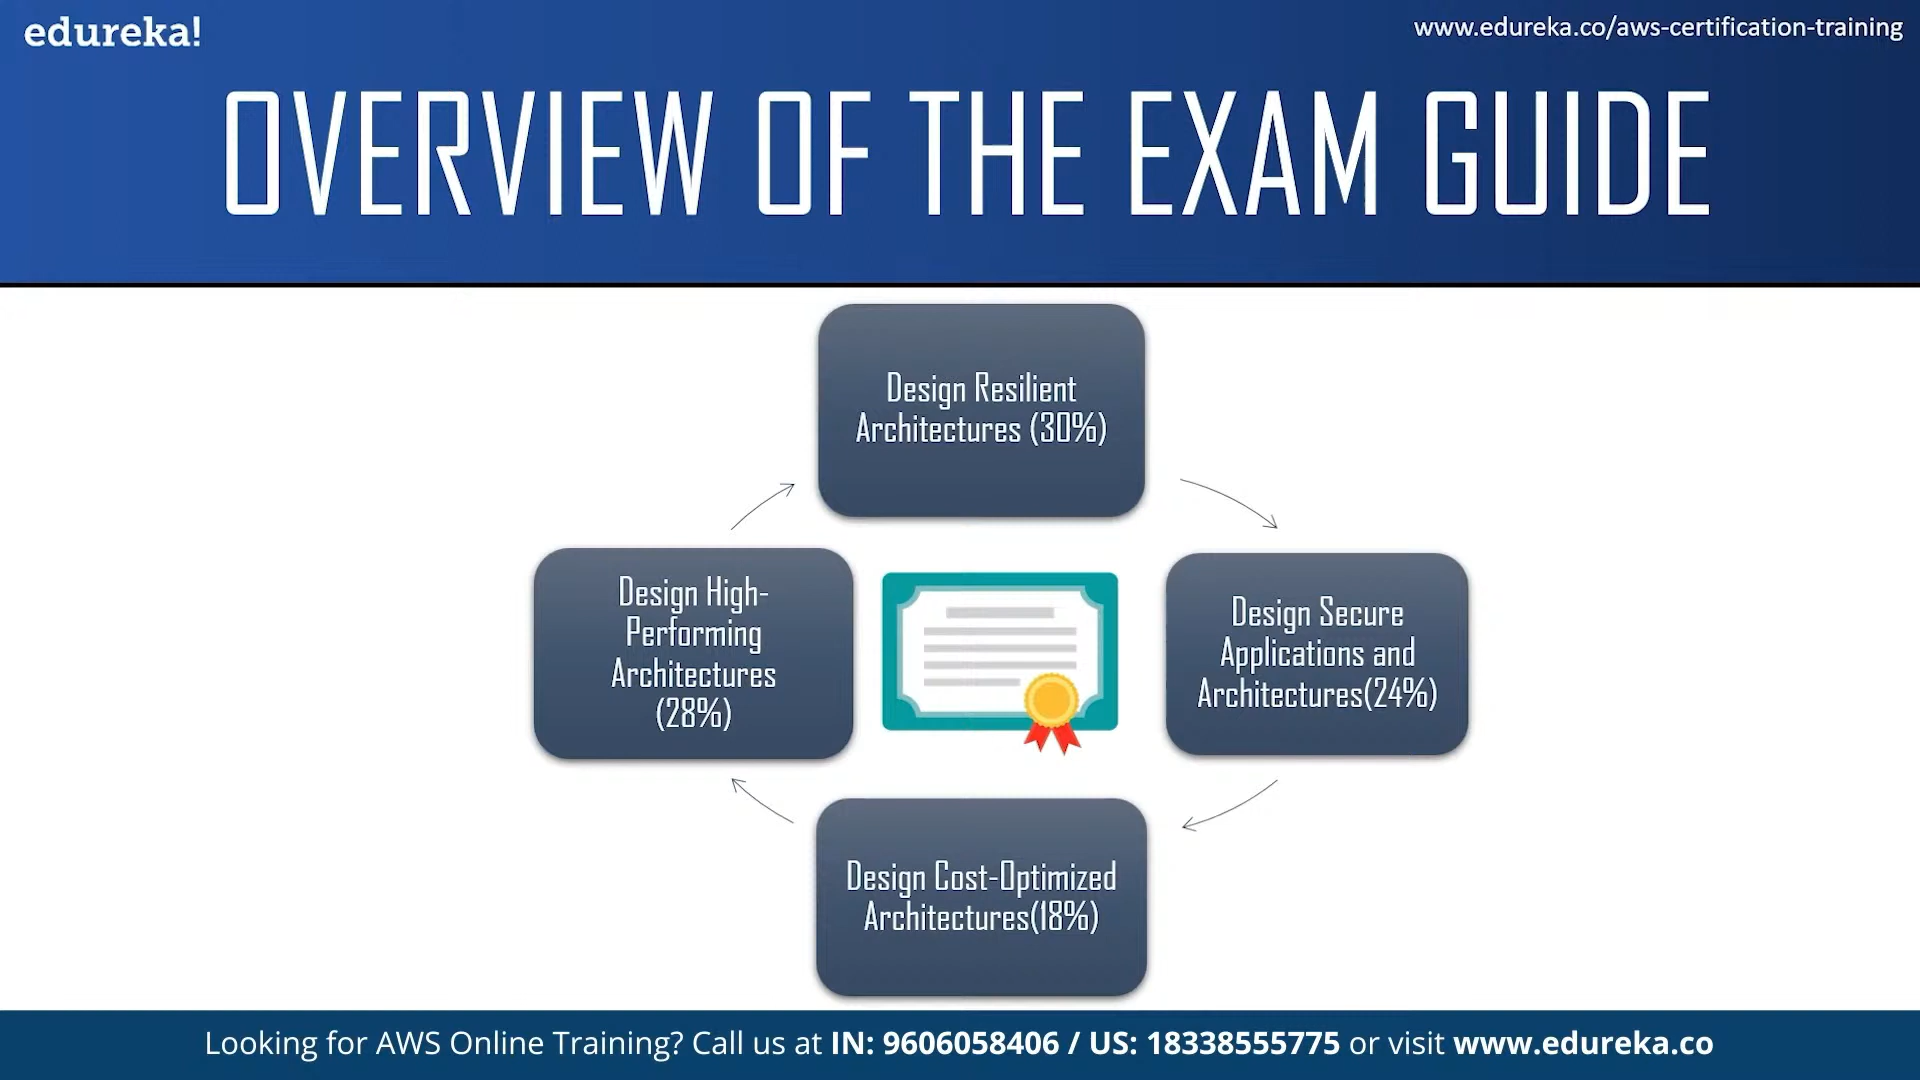 edureka!
www.edureka.co/aws-certification-training
OVERVIEW OF THE EXAM GUIDE
Design Resilient
Architectures (30%)
Design High-
Performing
Architectures
(28%)
Design Secure
Applications and
Architectures(24%)
Design Cost-Optimized
Architectures(18%)
Looking for AWS Online Training? Call us at IN: 9606058406 / US: 18338555775 or visit www.edureka.co